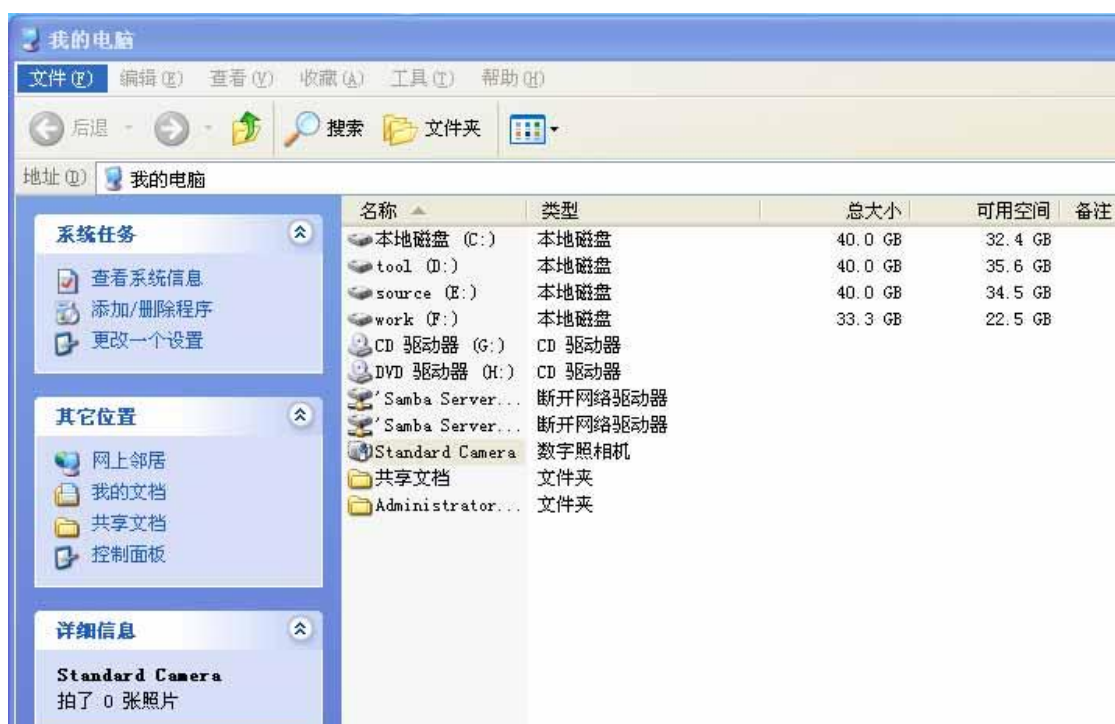 我的电脑
文件(F) 编辑(E) 查看(V) 收藏(A) 工具(T) 帮助(H)
后退 搜索 文件夹
地址(D) 我的电脑
名称 类型 总大小 可用空间 备注
系统任务
查看系统信息
添加/删除程序
更改一个设置
其它位置
网上邻居
我的文档
共享文档
控制面板
详细信息
Standard Camera
拍了 0 张照片
本地磁盘 (C:) 本地磁盘 40.0 GB 32.4 GB
tool (D:) 本地磁盘 40.0 GB 35.6 GB
source (E:) 本地磁盘 40.0 GB 34.5 GB
work (F:) 本地磁盘 33.3 GB 22.5 GB
CD 驱动器 (G:) CD 驱动器
DVD 驱动器 (H:) CD 驱动器
'Samba Server... 断开网络驱动器
'Samba Server... 断开网络驱动器
Standard Camera 数字照相机
共享文档 文件夹
Administrator... 文件夹